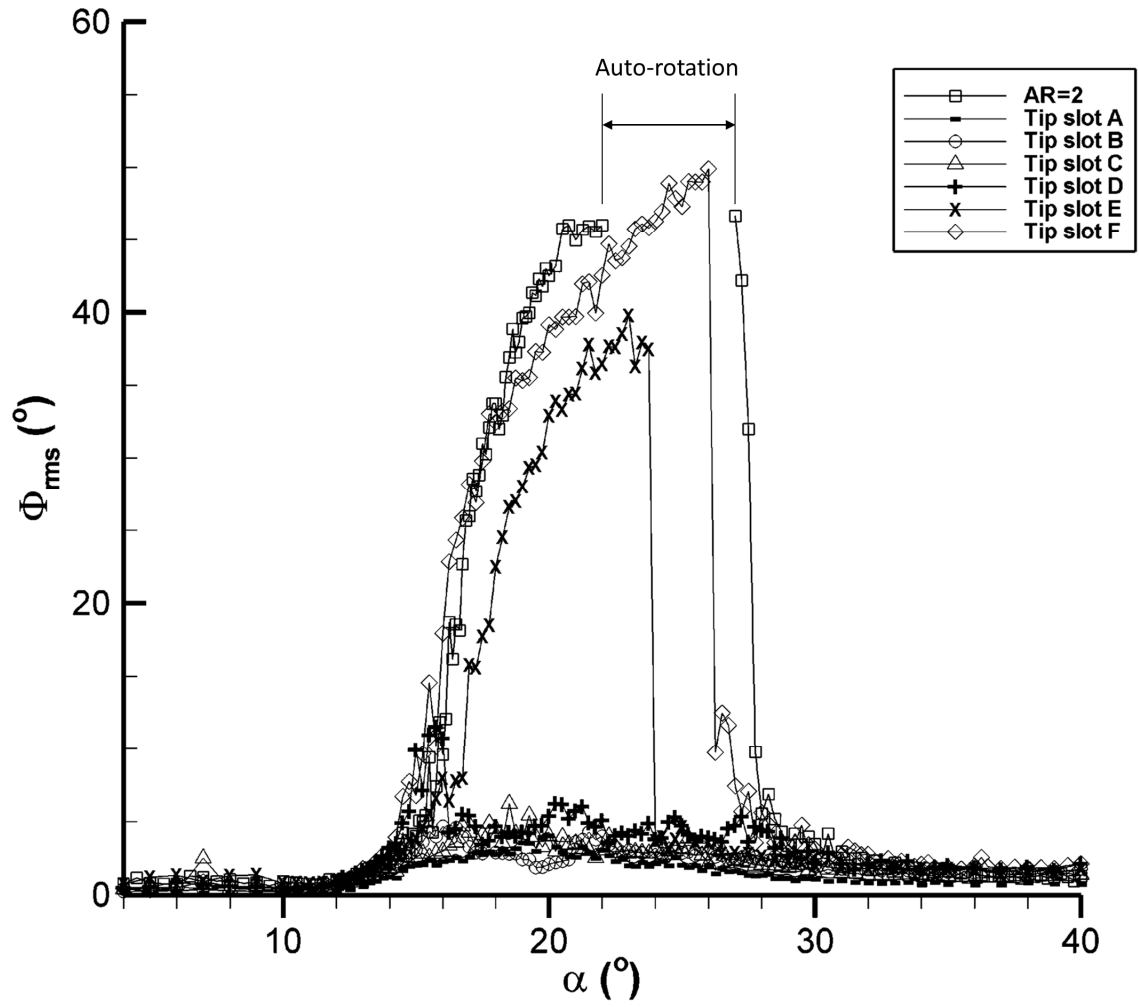 60
40
20
0
Φrms (º)
Auto-rotation
AR=2
Tip slot A
Tip slot B
Tip slot C
Tip slot D
Tip slot E
Tip slot F
10
20
30
40
α (º)